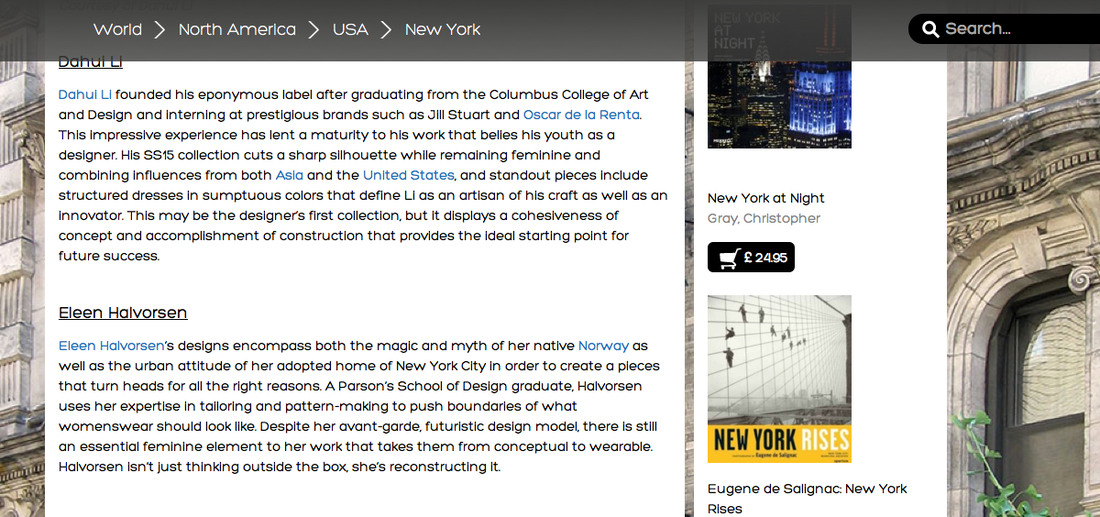 World
North America
USA
New York
Search...
Dahui Li
Dahui Li founded his eponymous label after graduating from the Columbus College of Art
and Design and interning at prestigious brands such as Jill Stuart and Oscar de la Renta.
This impressive experience has lent a maturity to his work that belies his youth as a
designer. His SS15 collection cuts a sharp silhouette while remaining feminine and
combining influences from both Asia and the United States, and standout pieces include
structured dresses in sumptuous colors that define Li as an artisan of his craft as well as an
innovator. This may be the designer's first collection, but it displays a cohesiveness of
concept and accomplishment of construction that provides the ideal starting point for
future success.
Eleen Halvorsen
Eleen Halvorsen's designs encompass both the magic and myth of her native Norway as
well as the urban attitude of her adopted home of New York City in order to create a pieces
that turn heads for all the right reasons. A Parson's School of Design graduate, Halvorsen
uses her expertise in tailoring and pattern-making to push boundaries of what
womenswear should look like. Despite her avant-garde, futuristic design model, there is still
an essential feminine element to her work that takes them from conceptual to wearable.
Halvorsen isn't just thinking outside the box, she's reconstructing it.
NEW YORK
AT
NIGHT
New York at Night
Gray, Christopher
£ 24.95
NEW YORK RISES
Eugene de Salignac
Eugene de Salignac: New York
Rises